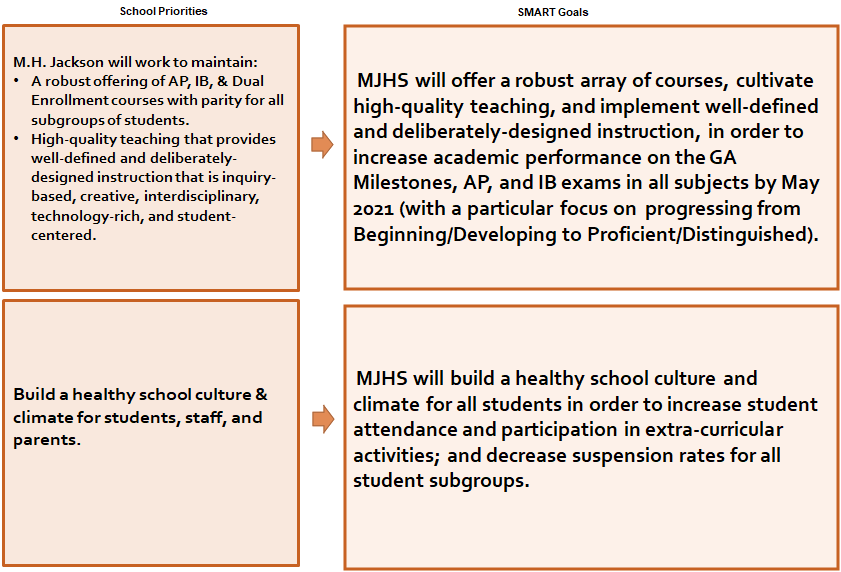 School Priorities
SMART Goals
M.H. Jackson will work to maintain:
• A robust offering of AP, IB, & Dual
Enrollment courses with parity for all
subgroups of students.
• High-quality teaching that provides
well-defined and deliberately-
designed instruction that is inquiry-
based, creative, interdisciplinary,
technology-rich, and student-
centered.
MJHS will offer a robust array of courses, cultivate
high-quality teaching, and implement well-defined
and deliberately-designed instruction, in order to
increase academic performance on the GA
Milestones, AP, and IB exams in all subjects by May
2021 (with a particular focus on progressing from
Beginning/Developing to Proficient/Distinguished).
Build a healthy school culture &
climate for students, staff, and
parents.
MJHS will build a healthy school culture and
climate for all students in order to increase student
attendance and participation in extra-curricular
activities; and decrease suspension rates for all
student subgroups.